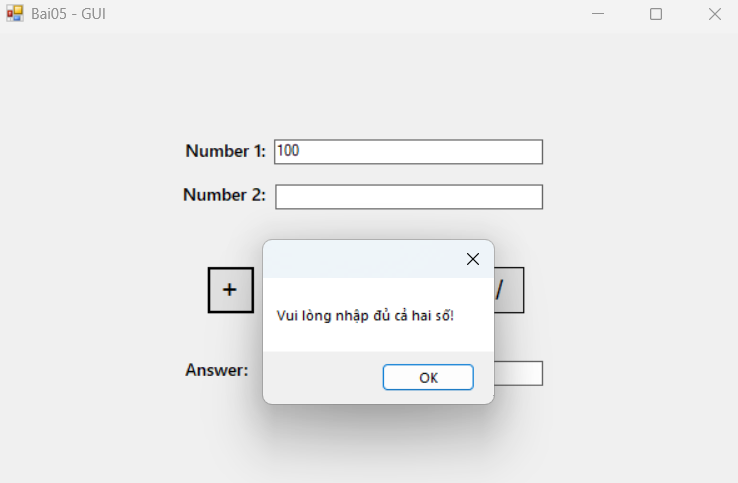 Bai05 - GUI
Number 1: 100
Number 2:
+ /
Vui lòng nhập đủ cả hai số!
Answer:
OK